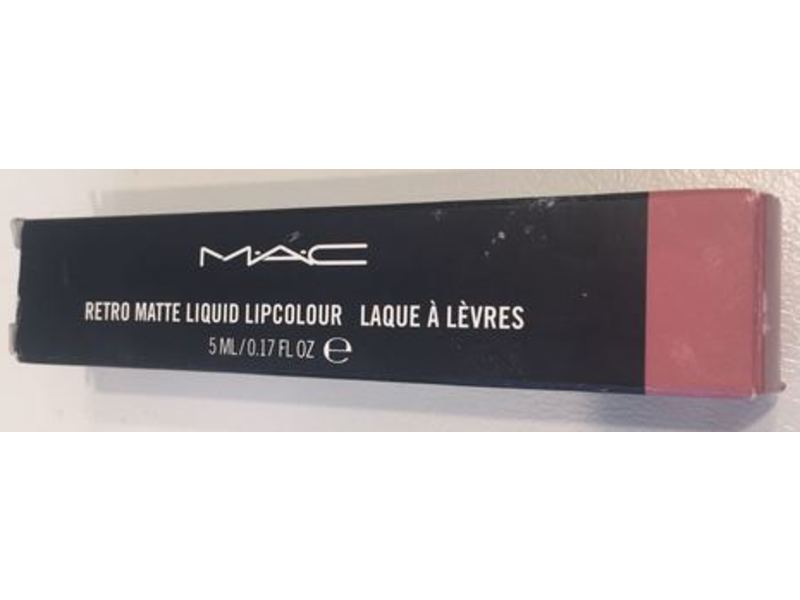 M·A·C
RETRO MATTE LIQUID LIPCOLOUR LAQUE À LÈVRES
5 ML/0.17 FL OZ ℮